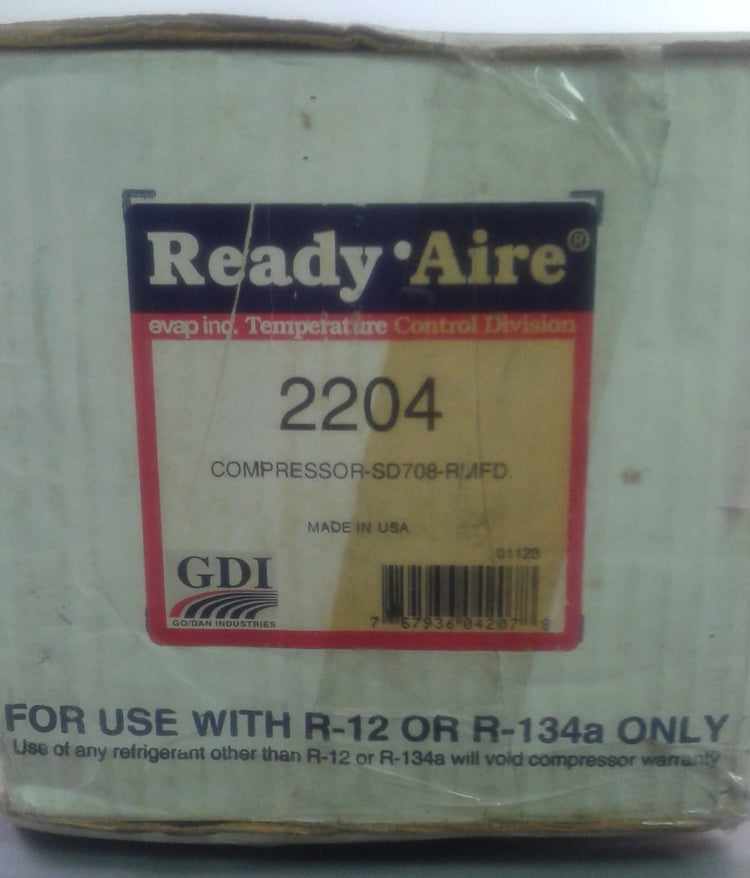 Ready•Aire®
evap inc. Temperature Control Division
2204
COMPRESSOR-SD708-RMFD
MADE IN USA
01123
GDI
GO/DAN INDUSTRIES
7 57936 04207 8
FOR USE WITH R-12 OR R-134a ONLY
Use of any refrigerant other than R-12 or R-134a will void compressor warranty